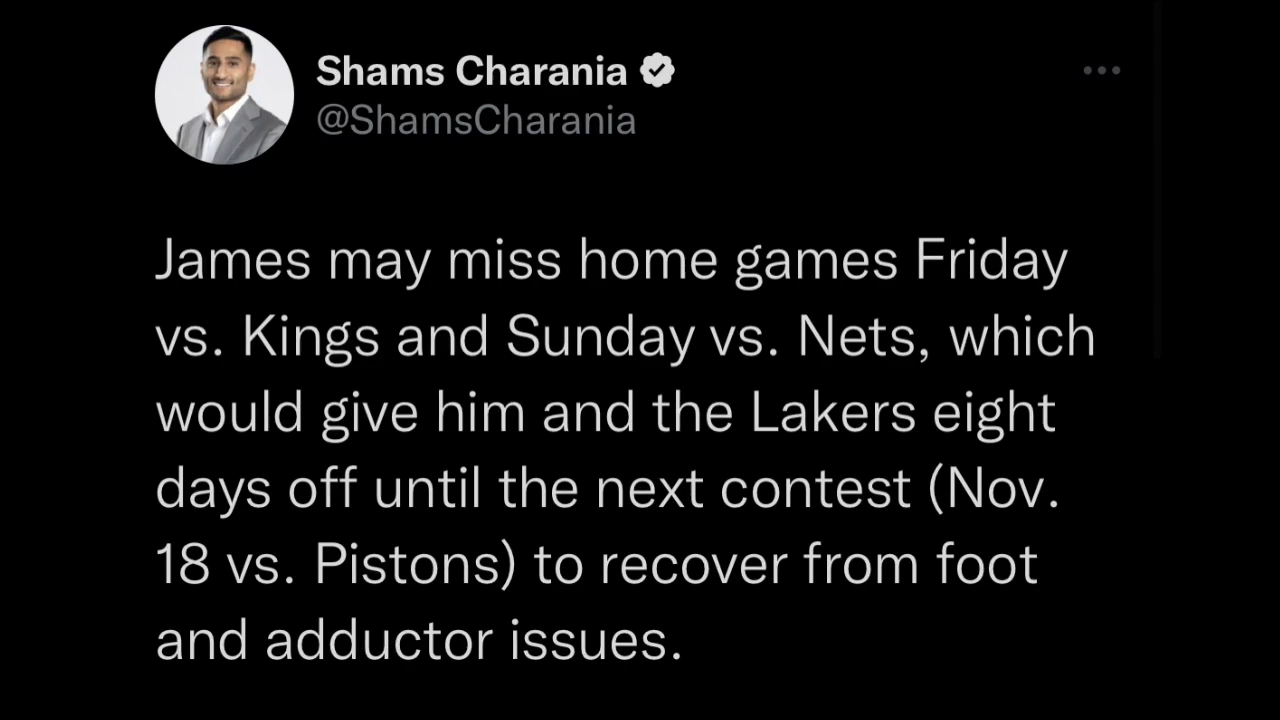 Shams Charania
@ShamsCharania
James may miss home games Friday
vs. Kings and Sunday vs. Nets, which
would give him and the Lakers eight
days off until the next contest (Nov.
18 vs. Pistons) to recover from foot
and adductor issues.